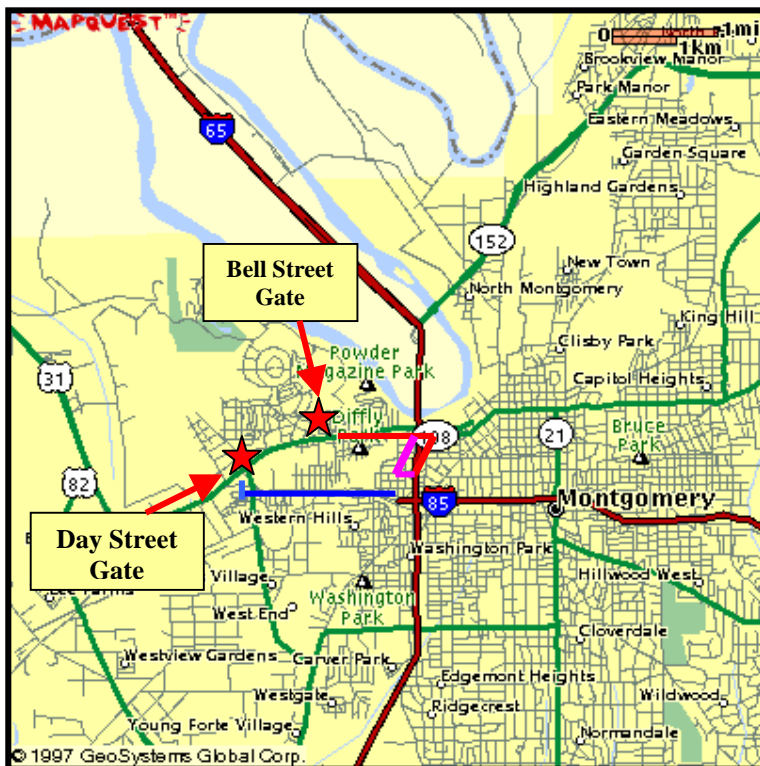 MAPQUEST™
0
1mi
1km
North
Brookview Manor
Park Manor
Eastern Meadows
65
Garden Square
Highland Gardens
152
Bell Street
Gate
New Town
North Montgomery
King Hill
Clisby Park
Powder
Magazine Park
31
Capitol Heights
Bruce
Park
21
82
85
Montgomery
Western Hills
Day Street
Gate
Washington Park
Village
Hillwood West
Washington
Park
West End
Cloverdale
Westview Gardens
Carver Park
Edgemont Heights
Westgate
Wildwood
Ridgecrest
Young Forte Village
Normandale
© 1997 GeoSystems Global Corp.